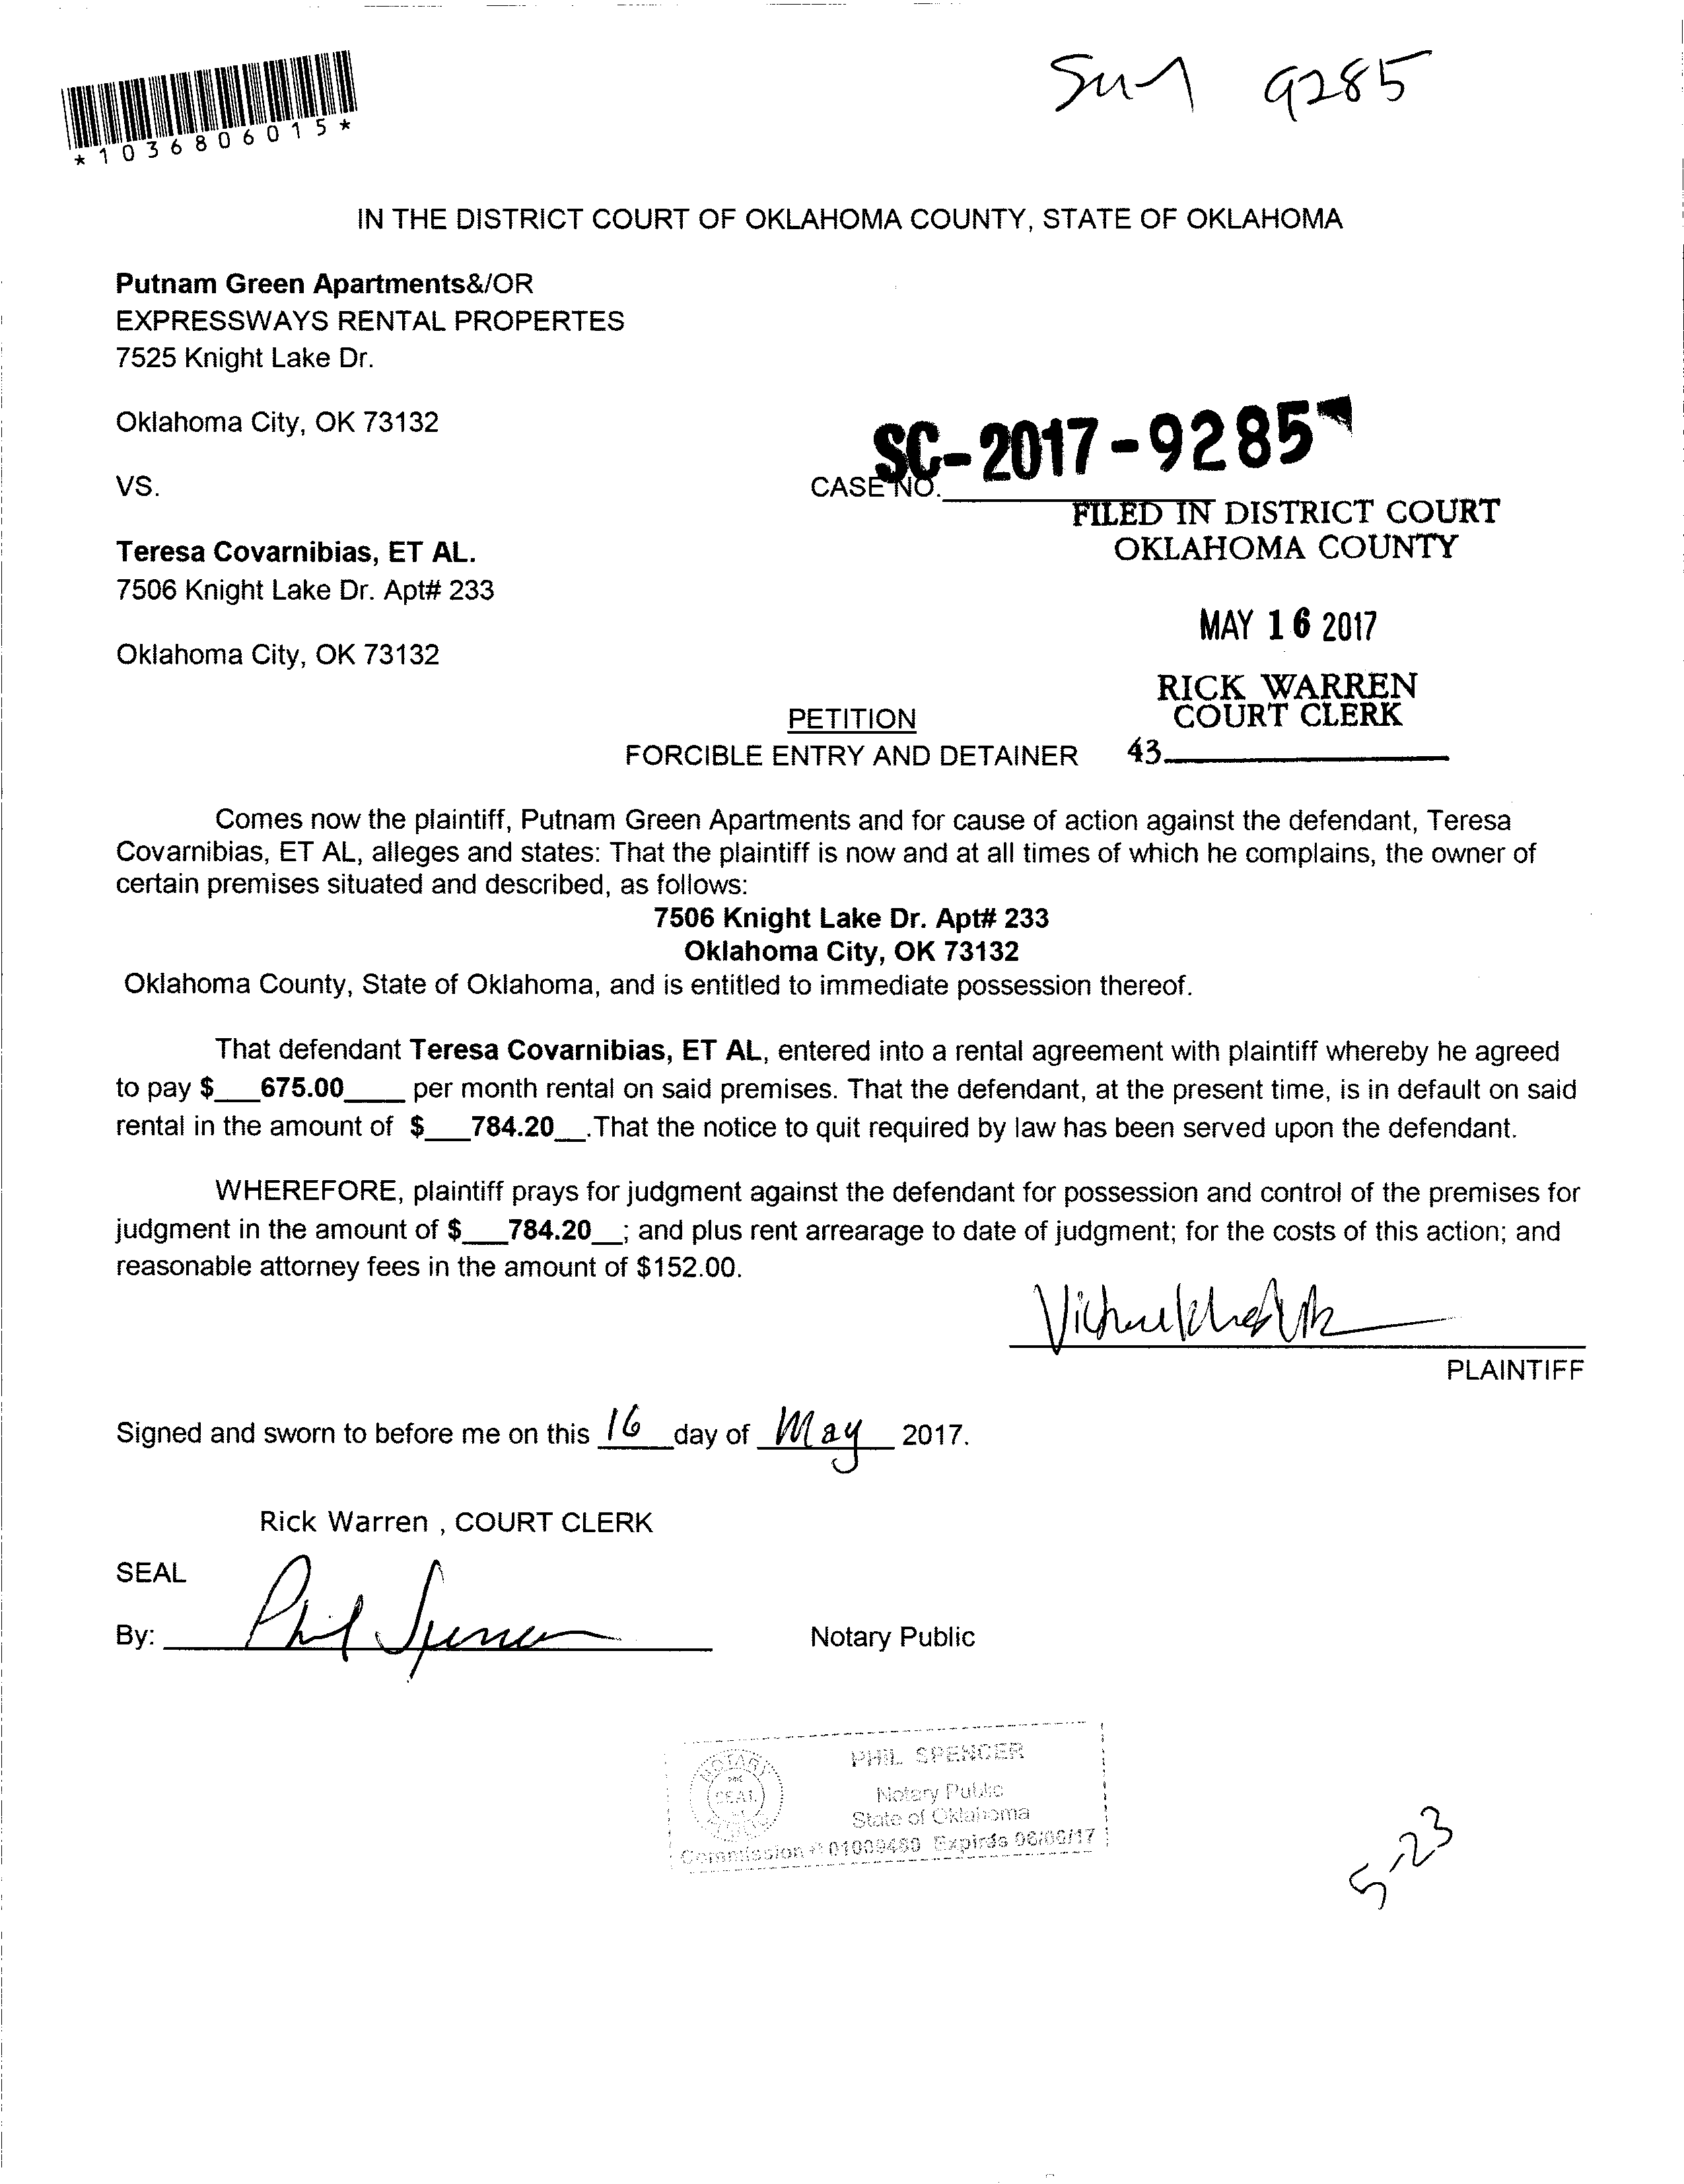 9285
*1036806015*
IN THE DISTRICT COURT OF OKLAHOMA COUNTY, STATE OF OKLAHOMA
Putnam Green Apartments&/OR
EXPRESSWAYS RENTAL PROPERTES
7525 Knight Lake Dr.
Oklahoma City, OK 73132
SC-2017-9285
VS.
CASE NO.
FILED IN DISTRICT COURT
OKLAHOMA COUNTY
Teresa Covarnibias, ET AL.
7506 Knight Lake Dr. Apt# 233
MAY 16 2017
Oklahoma City, OK 73132
RICK WARREN
COURT CLERK
PETITION
FORCIBLE ENTRY AND DETAINER
43
Comes now the plaintiff, Putnam Green Apartments and for cause of action against the defendant, Teresa
Covarnibias, ET AL, alleges and states: That the plaintiff is now and at all times of which he complains, the owner of
certain premises situated and described, as follows:
7506 Knight Lake Dr. Apt# 233
Oklahoma City, OK 73132
Oklahoma County, State of Oklahoma, and is entitled to immediate possession thereof.
That defendant Teresa Covarnibias, ET AL, entered into a rental agreement with plaintiff whereby he agreed
to pay $___675.00____ per month rental on said premises. That the defendant, at the present time, is in default on said
rental in the amount of $___784.20__.That the notice to quit required by law has been served upon the defendant.
WHEREFORE, plaintiff prays for judgment against the defendant for possession and control of the premises for
judgment in the amount of $___784.20__; and plus rent arrearage to date of judgment; for the costs of this action; and
reasonable attorney fees in the amount of $152.00.
PLAINTIFF
Signed and sworn to before me on this 16 day of May 2017.
Rick Warren , COURT CLERK
SEAL
By: Phil Spencer
Notary Public
PHIL SPENCER
NOTARY
SEAL
Notary Public
State of Oklahoma
Commission # Expires
5-23